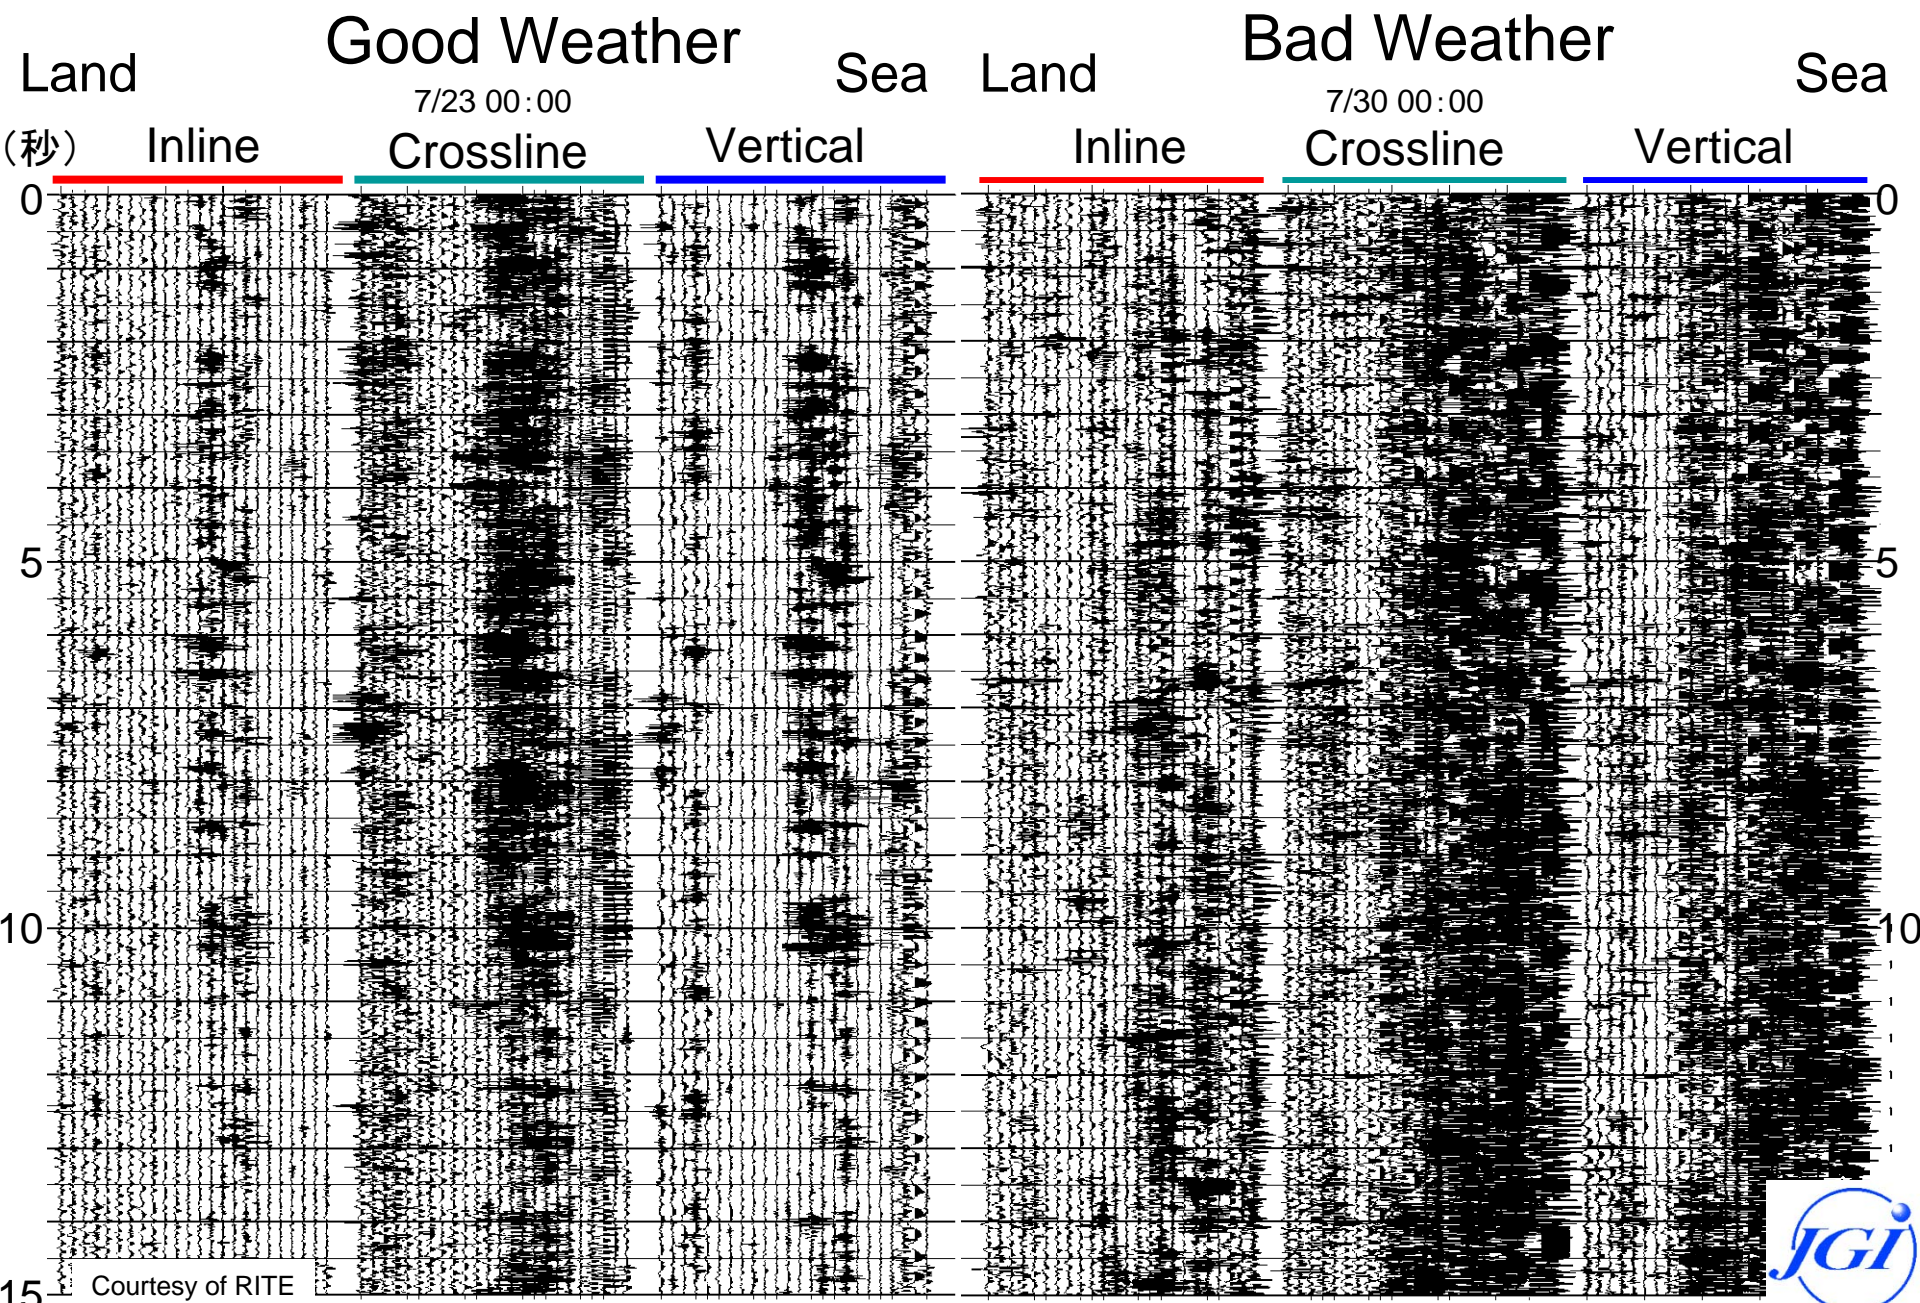 Good Weather
Bad Weather
Land
Sea
Land
Sea
7/23 00:00
7/30 00:00
(秒)
Inline
Crossline
Vertical
Inline
Crossline
Vertical
0
0
5
5
10
10
15
Courtesy of RITE
JGI